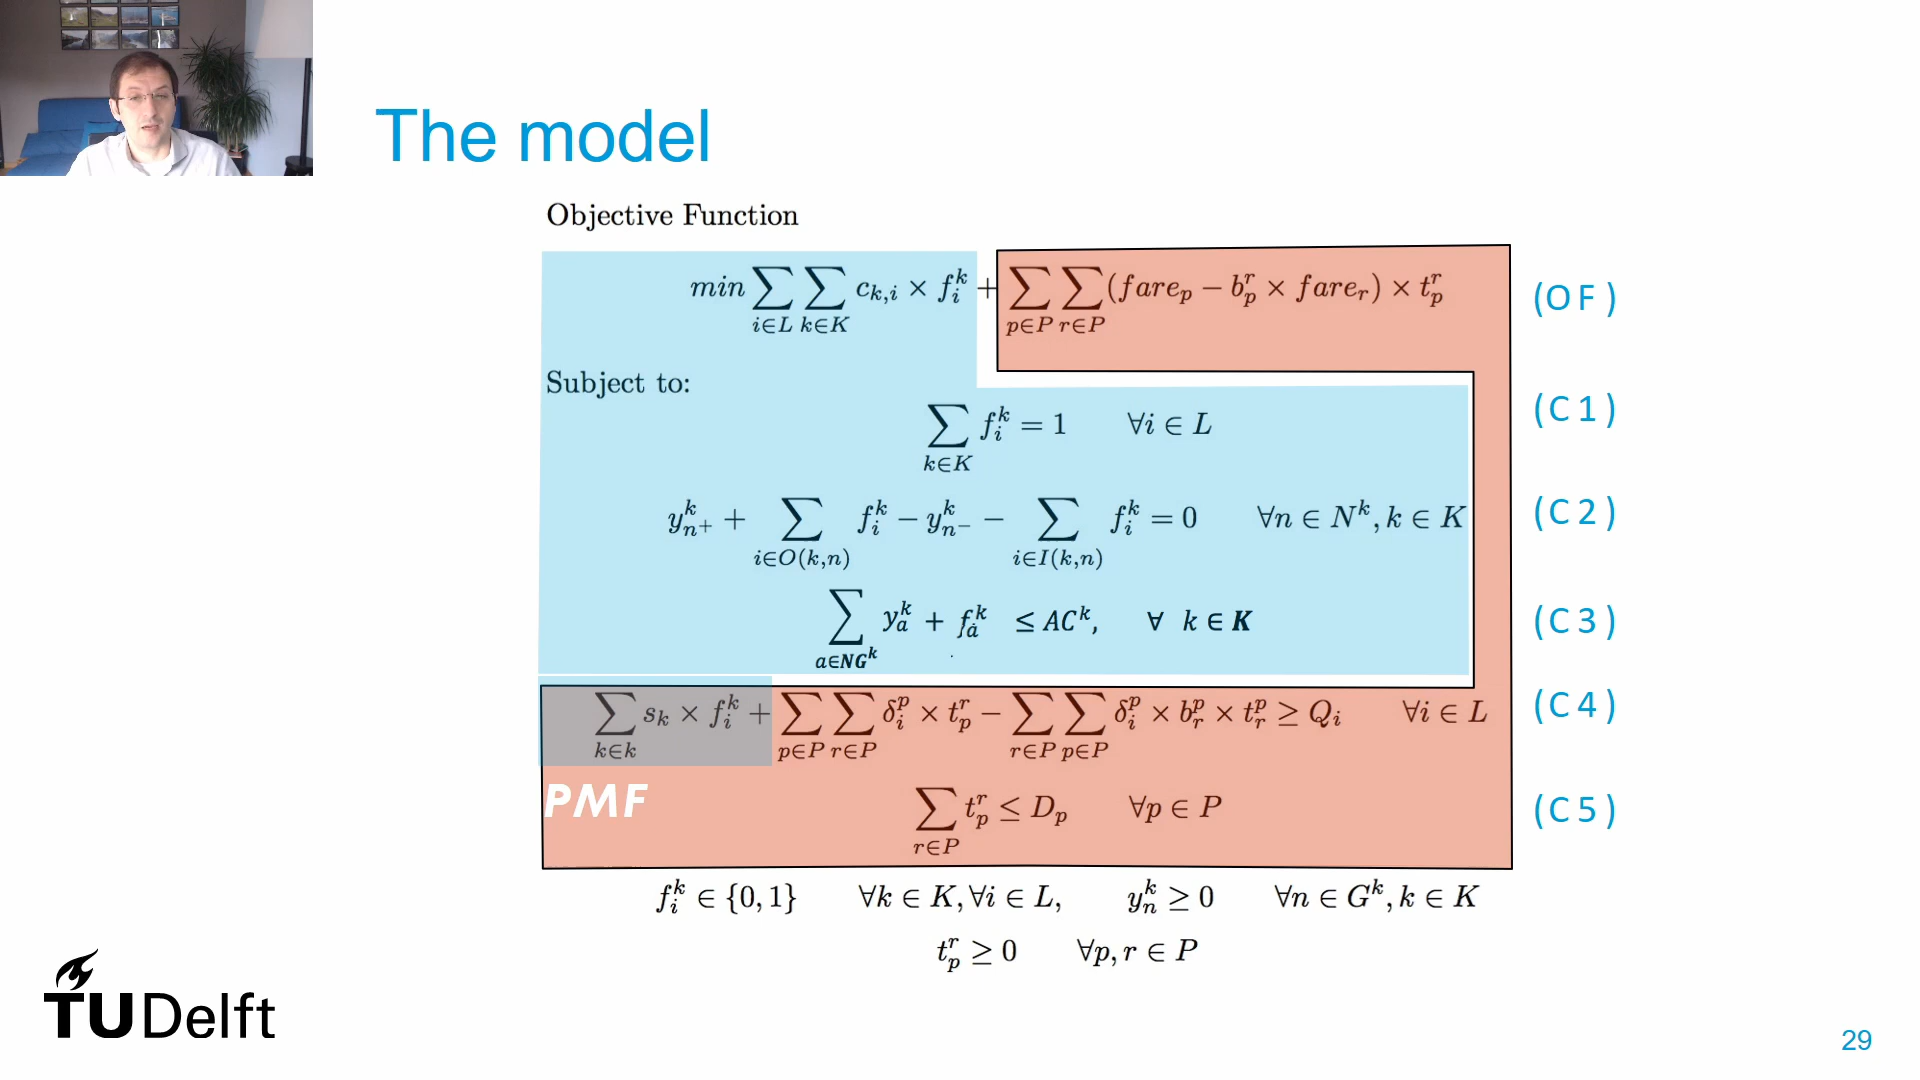 The model
Objective Function
min ∑_{i∈L} ∑_{k∈K} c_{k,i} × f_i^k + ∑_{p∈P} ∑_{r∈P} (fare_p − b_p^r × fare_r) × t_p^r (OF)
Subject to:
∑_{k∈K} f_i^k = 1 ∀i ∈ L (C1)
y_{n^+}^k + ∑_{i∈O(k,n)} f_i^k − y_{n^-}^k − ∑_{i∈I(k,n)} f_i^k = 0 ∀n ∈ N^k, k ∈ K (C2)
∑_{a∈NG^k} y_a^k + f_a^k ≤ AC^k, ∀ k ∈ K (C3)
∑_{k∈k} s_k × f_i^k + ∑_{p∈P} ∑_{r∈P} δ_i^p × t_p^r − ∑_{r∈P} ∑_{p∈P} δ_i^p × b_r^p × t_r^p ≥ Q_i ∀i ∈ L (C4)
PMF
∑_{r∈P} t_p^r ≤ D_p ∀p ∈ P (C5)
f_i^k ∈ {0,1} ∀k ∈ K, ∀i ∈ L, y_n^k ≥ 0 ∀n ∈ G^k, k ∈ K
t_p^r ≥ 0 ∀p, r ∈ P
TUDelft
29